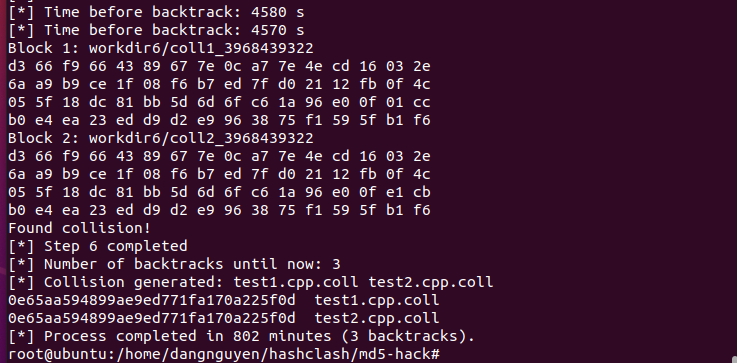 [*] Time before backtrack: 4580 s
[*] Time before backtrack: 4570 s
Block 1: workdir6/coll1_3968439322
d3 66 f9 66 43 89 67 7e 0c a7 7e 4e cd 16 03 2e
6a a9 b9 ce 1f 08 f6 b7 ed 7f d0 21 12 fb 0f 4c
05 5f 18 dc 81 bb 5d 6d 6f c6 1a 96 e0 0f 01 cc
b0 e4 ea 23 ed d9 d2 e9 96 38 75 f1 59 5f b1 f6
Block 2: workdir6/coll2_3968439322
d3 66 f9 66 43 89 67 7e 0c a7 7e 4e cd 16 03 2e
6a a9 b9 ce 1f 08 f6 b7 ed 7f d0 21 12 fb 0f 4c
05 5f 18 dc 81 bb 5d 6d 6f c6 1a 96 e0 0f e1 cb
b0 e4 ea 23 ed d9 d2 e9 96 38 75 f1 59 5f b1 f6
Found collision!
[*] Step 6 completed
[*] Number of backtracks until now: 3
[*] Collision generated: test1.cpp.coll test2.cpp.coll
0e65aa594899ae9ed771fa170a225f0d  test1.cpp.coll
0e65aa594899ae9ed771fa170a225f0d  test2.cpp.coll
[*] Process completed in 802 minutes (3 backtracks).
root@ubuntu:/home/dangnguyen/hashclash/md5-hack#